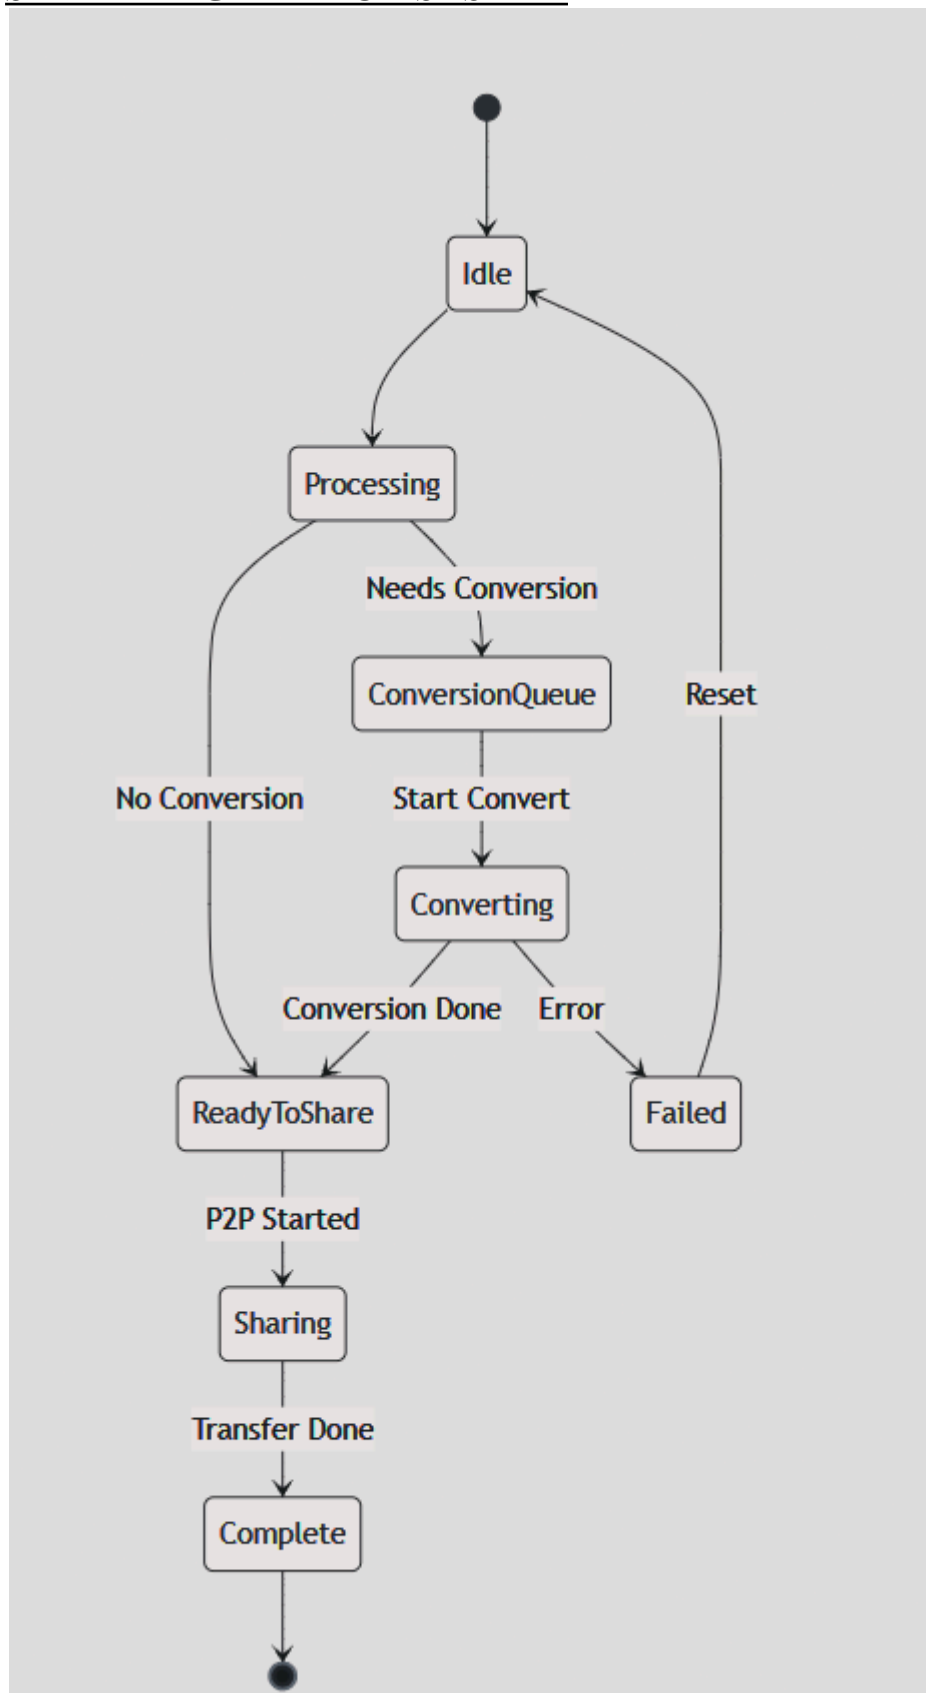 Idle
Processing
Needs Conversion
ConversionQueue
Reset
No Conversion
Start Convert
Converting
Conversion Done
Error
ReadyToShare
Failed
P2P Started
Sharing
Transfer Done
Complete